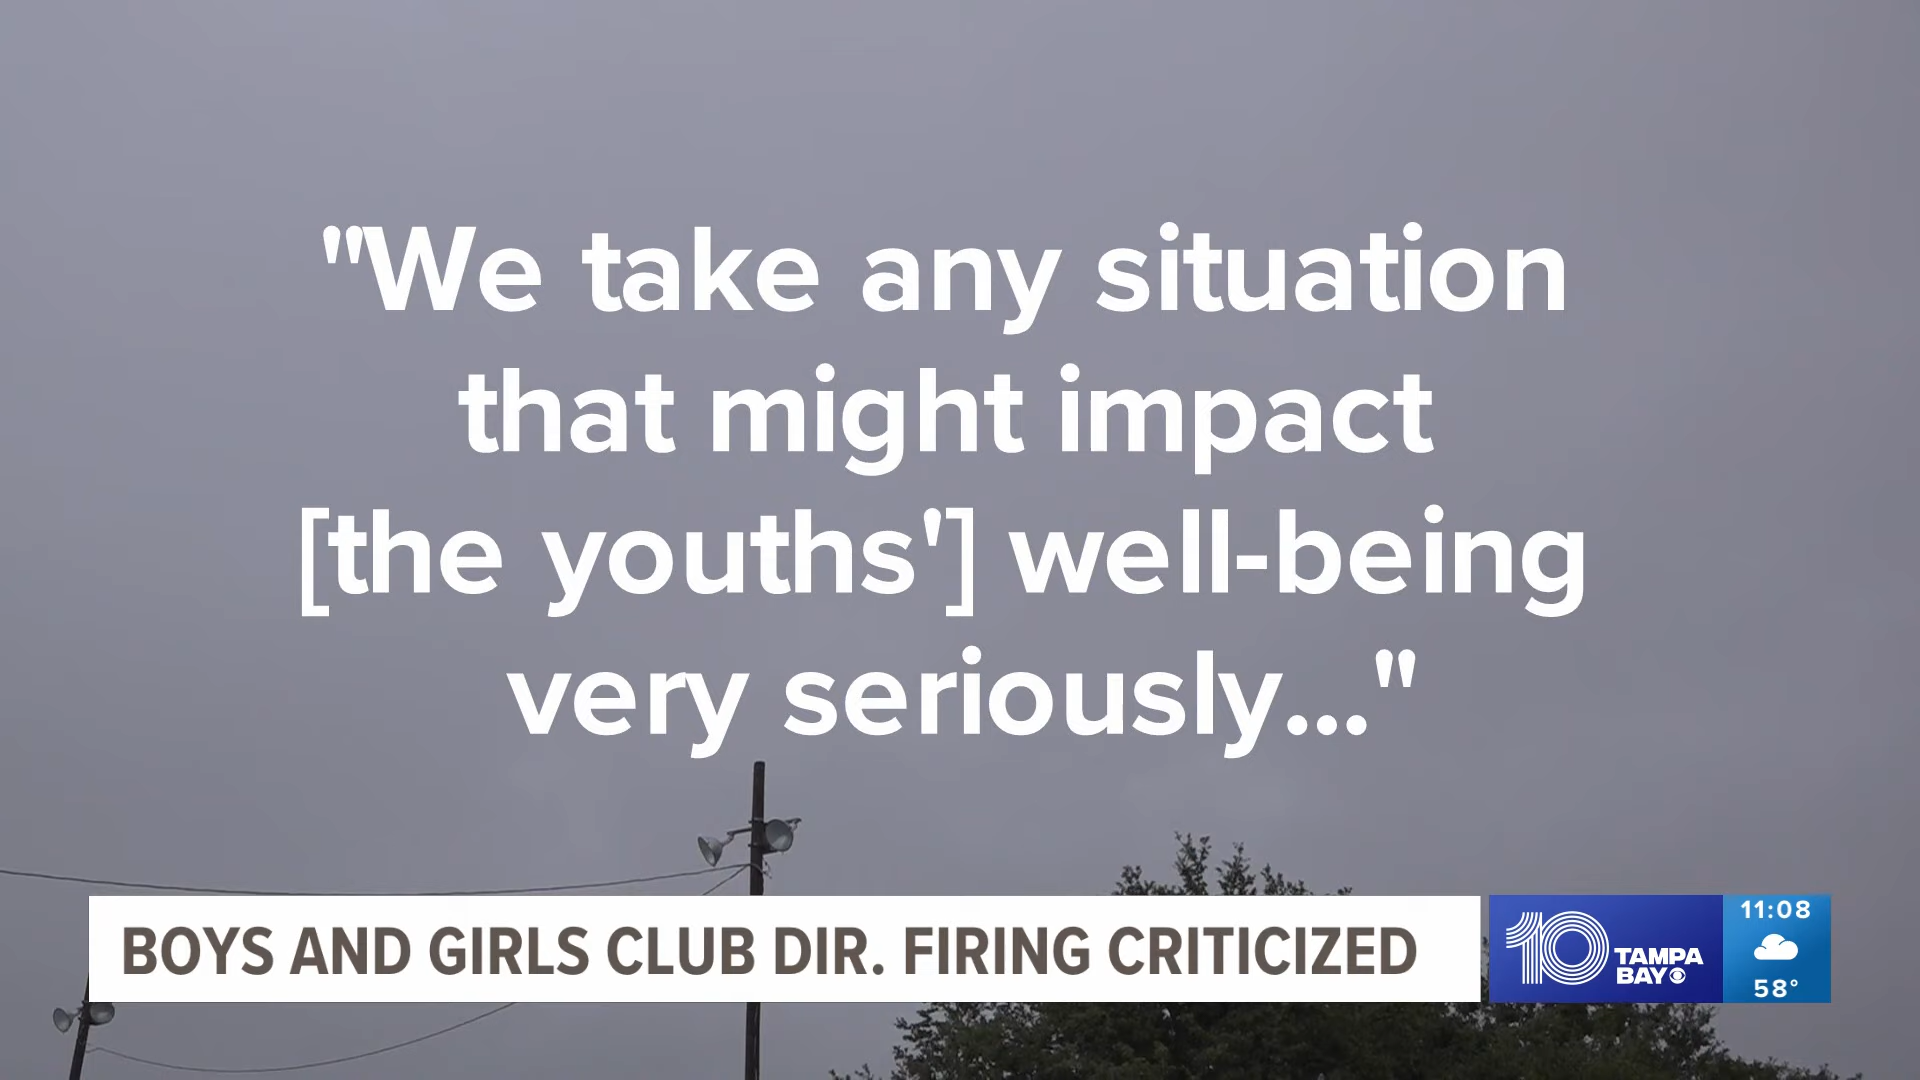 "We take any situation
that might impact
[the youths'] well-being
very seriously..."
BOYS AND GIRLS CLUB DIR. FIRING CRITICIZED
10 TAMPA BAY
11:08
58°